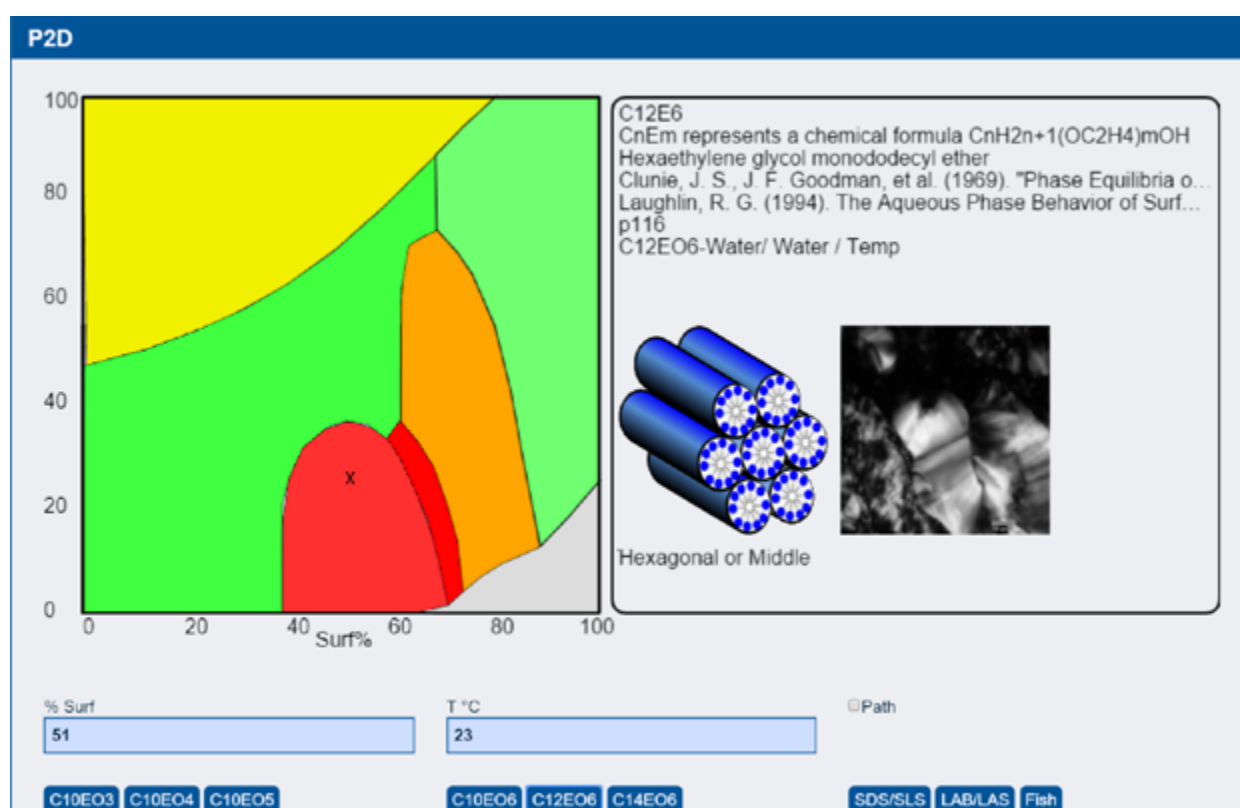 P2D
100
80
60
40
20
0
0 20 40 60 80 100
Surf%
X
C12E6
CnEm represents a chemical formula CnH2n+1(OC2H4)mOH
Hexaethylene glycol monododecyl ether
Clunie, J. S., J. F. Goodman, et al. (1969). "Phase Equilibria o...
Laughlin, R. G. (1994). The Aqueous Phase Behavior of Surf...
p116
C12EO6-Water/ Water / Temp
Hexagonal or Middle
% Surf
51
T °C
23
Path
C10EO3 C10EO4 C10EO5
C10EO6 C12EO6 C14EO6
SDS/SLS LAB/LAS Fish